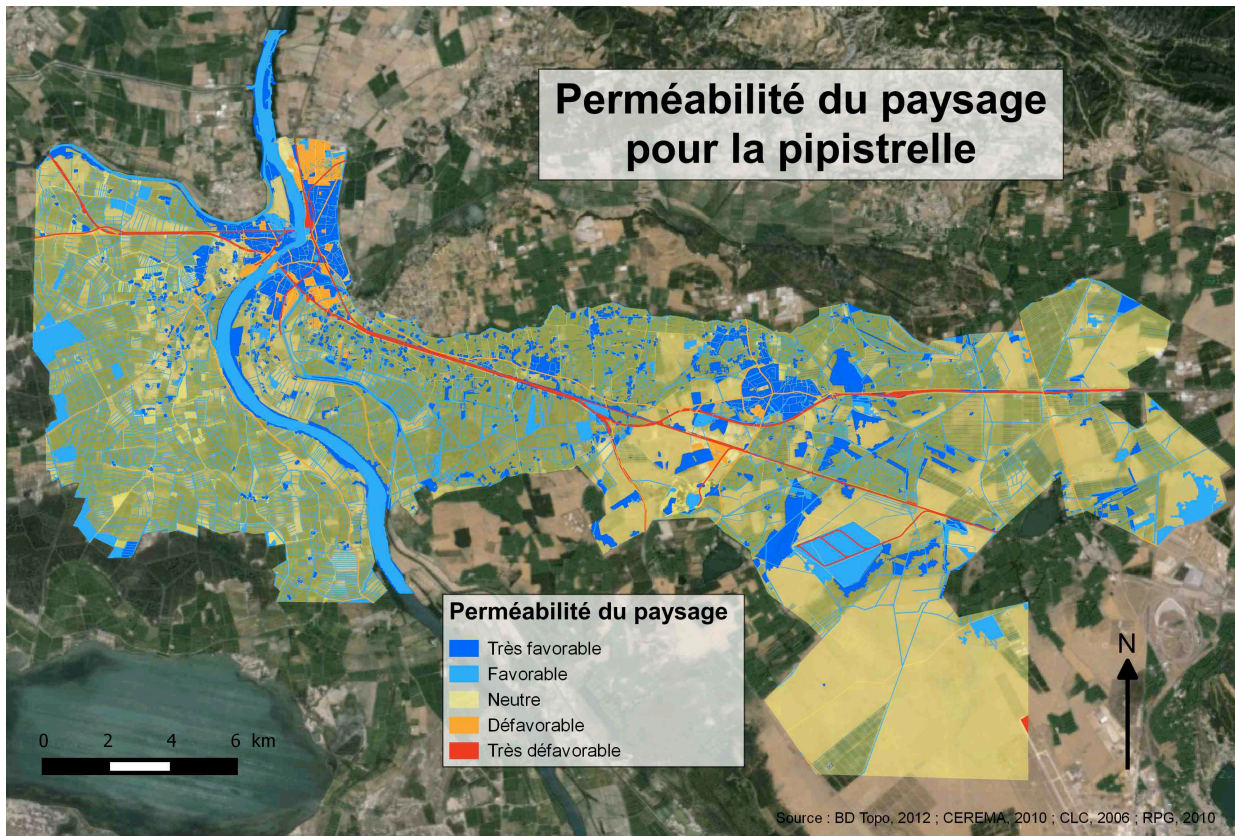 Perméabilité du paysage
pour la pipistrelle
Perméabilité du paysage
Très favorable
Favorable
Neutre
Défavorable
Très défavorable
N
0 2 4 6 km
Source : BD Topo, 2012 ; CEREMA, 2010 ; CLC, 2006 ; RPG, 2010